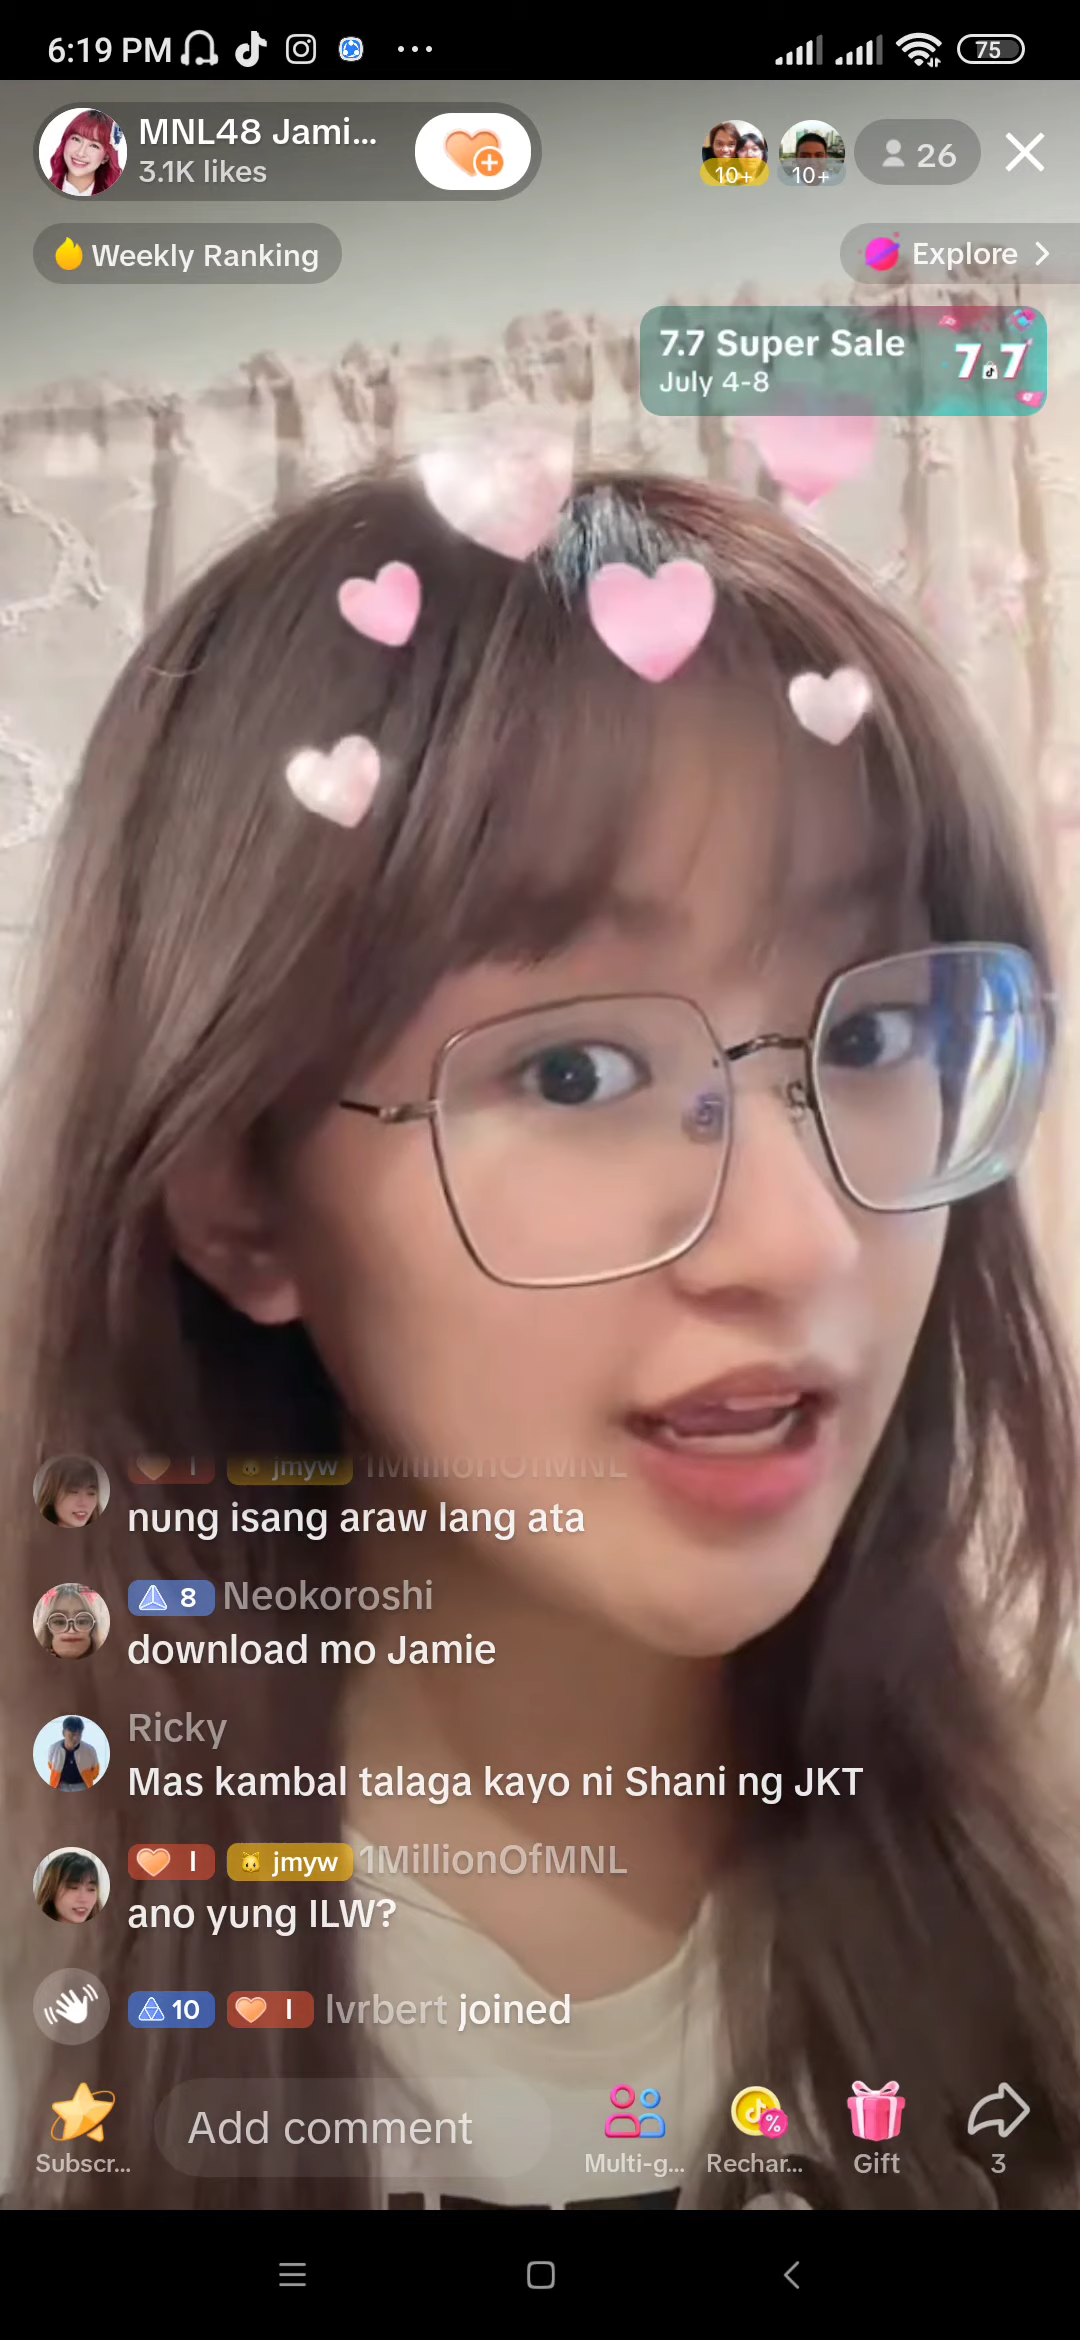 6:19 PM
75
MNL48 Jami...
3.1K likes
10+
10+
26
Weekly Ranking
Explore
7.7 Super Sale
July 4-8
7.7
I jmyw 1MillionOfMNL
nung isang araw lang ata
8 Neokoroshi
download mo Jamie
Ricky
Mas kambal talaga kayo ni Shani ng JKT
I jmyw 1MillionOfMNL
ano yung ILW?
10 I lvrbert joined
Add comment
Subscr...
Multi-g...
Rechar...
Gift
3